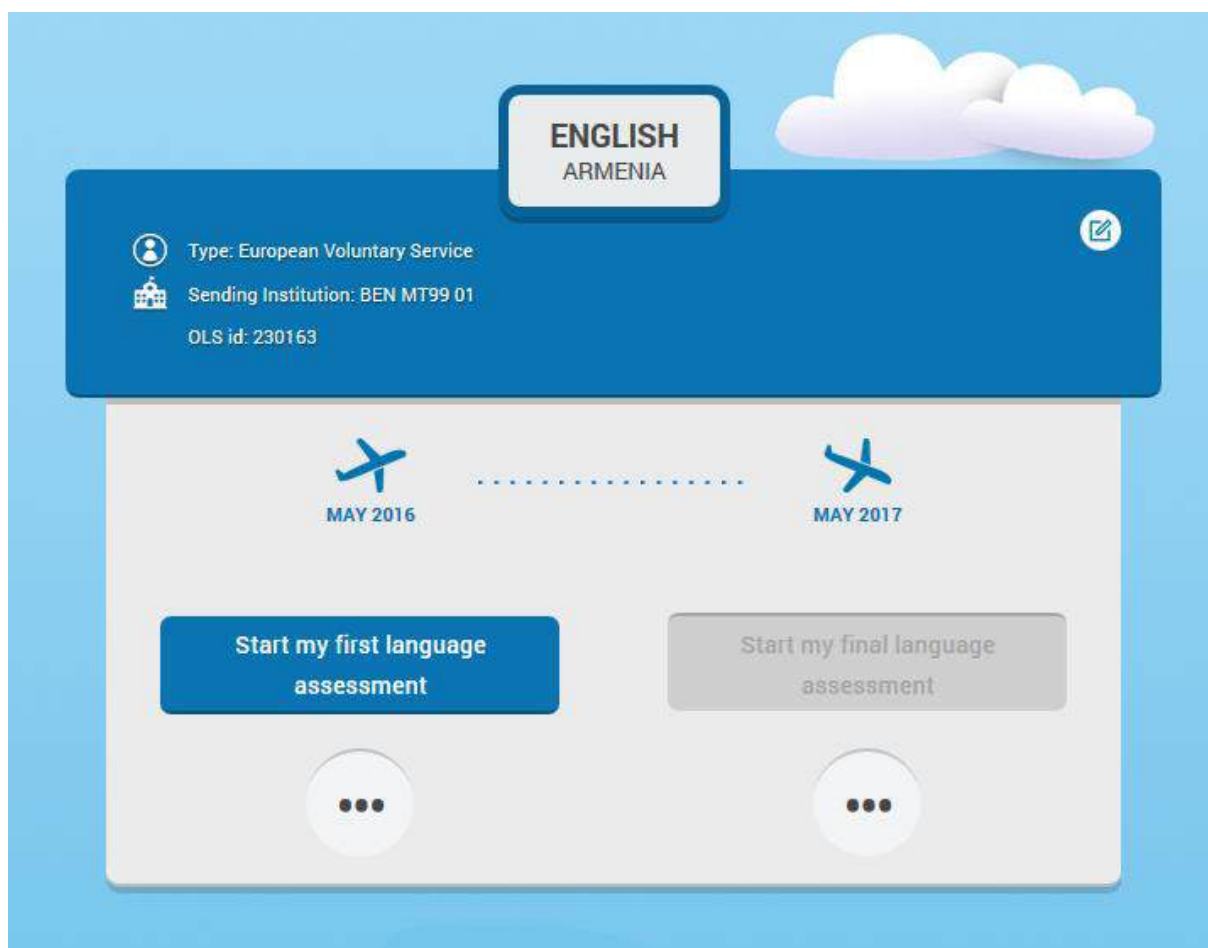 ENGLISH
ARMENIA
Type: European Voluntary Service
Sending Institution: BEN MT99 01
OLS id: 230163
MAY 2016
MAY 2017
Start my first language
assessment
Start my final language
assessment